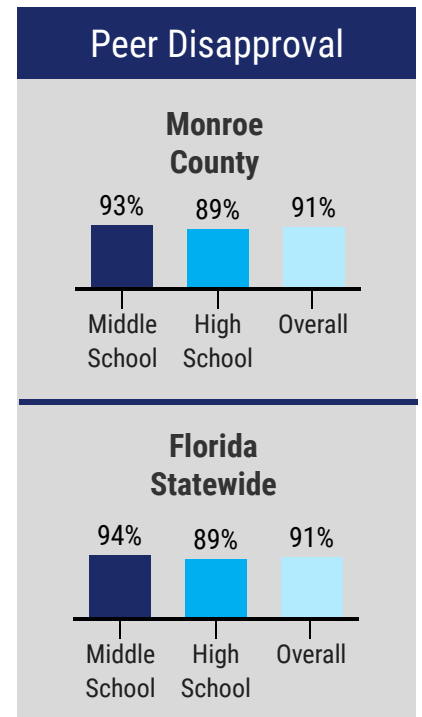 Peer Disapproval
Monroe
County
93% 89% 91%
Middle High Overall
School School
Florida
Statewide
94% 89% 91%
Middle High Overall
School School